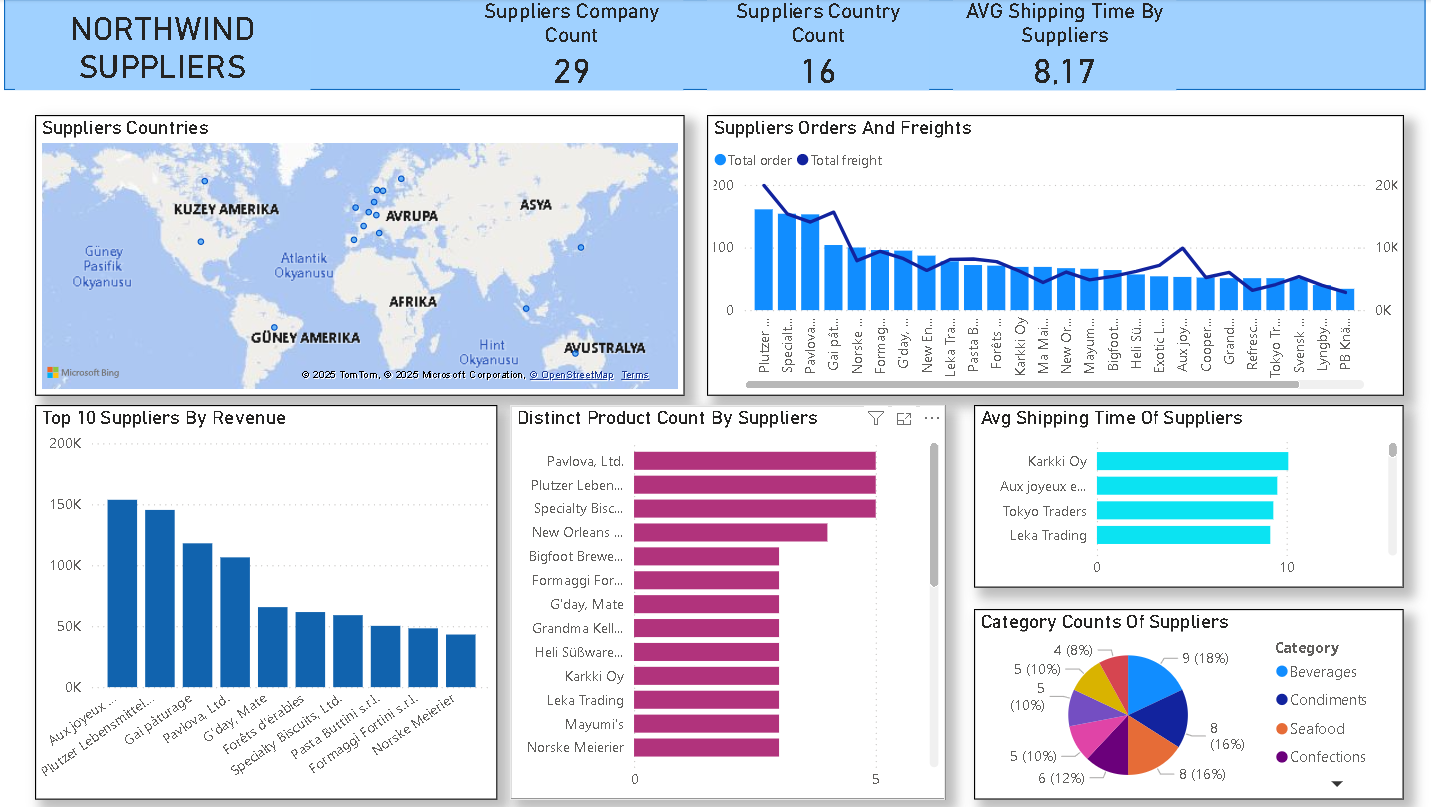 NORTHWIND
SUPPLIERS
Suppliers Company
Count
29
Suppliers Country
Count
16
AVG Shipping Time By
Suppliers
8,17
Suppliers Countries
KUZEY AMERIKA
AVRUPA
ASYA
Güney
Pasifik
Okyanusu
Atlantik
Okyanusu
AFRIKA
GÜNEY AMERIKA
Hint
Okyanusu
AVUSTRALYA
Microsoft Bing
© 2025 TomTom, © 2025 Microsoft Corporation, © OpenStreetMap Terms
Suppliers Orders And Freights
Total order Total freight
200
100
0
20K
10K
0K
Plutzer ...
Specialt...
Pavlova...
Gai pât...
Norske ...
Formag...
G'day, ...
New En...
Leka Tra...
Pasta B...
Forêts ...
Karkki Oy
Ma Mai...
New Or...
Mayum...
Bigfoot...
Heli Sü...
Exotic L...
Aux joy...
Cooper...
Grand...
Refresc...
Tokyo Tr...
Svensk ...
Lyngby...
PB Knä...
Top 10 Suppliers By Revenue
200K
150K
100K
50K
0K
Aux joyeux ...
Plutzer Lebensmittel...
Gai pâturage
Pavlova, Ltd.
G'day, Mate
Forêts d'érables
Specialty Biscuits, Ltd.
Pasta Buttini s.r.l.
Formaggi Fortini s.r.l.
Norske Meierier
Distinct Product Count By Suppliers
Pavlova, Ltd.
Plutzer Leben...
Specialty Bisc...
New Orleans ...
Bigfoot Brewe...
Formaggi For...
G'day, Mate
Grandma Kell...
Heli Süßware...
Karkki Oy
Leka Trading
Mayumi's
Norske Meierier
0
5
Avg Shipping Time Of Suppliers
Karkki Oy
Aux joyeux e...
Tokyo Traders
Leka Trading
0
10
Category Counts Of Suppliers
9 (18%)
8
(16%)
8 (16%)
6 (12%)
5 (10%)
5
(10%)
5 (10%)
4 (8%)
Category
Beverages
Condiments
Seafood
Confections